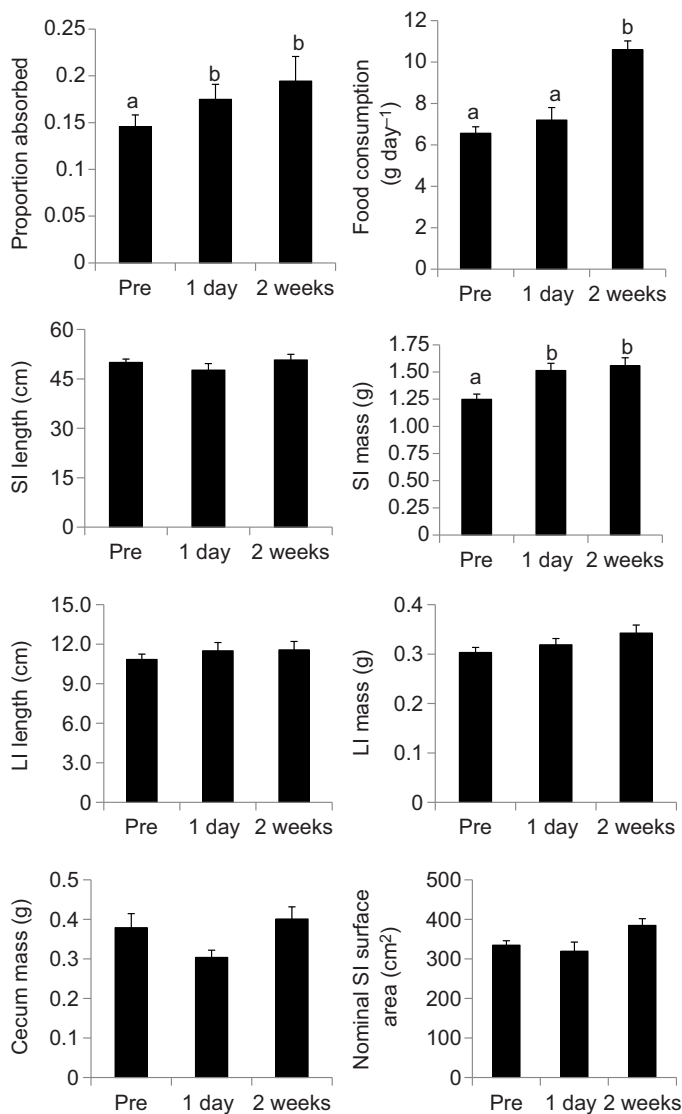 Proportion absorbed
0.25
0.2
0.15
0.1
0.05
0
a
b
b
Pre
1 day
2 weeks
Food consumption
(g day–1)
12
10
8
6
4
2
0
a
a
b
Pre
1 day
2 weeks
SI length (cm)
60
45
30
15
0
Pre
1 day
2 weeks
SI mass (g)
1.75
1.50
1.25
1.00
0.75
0.50
0.25
0
a
b
b
Pre
1 day
2 weeks
LI length (cm)
15.0
12.0
9.0
6.0
3.0
0
Pre
1 day
2 weeks
LI mass (g)
0.4
0.3
0.2
0.1
0
Pre
1 day
2 weeks
Cecum mass (g)
0.5
0.4
0.3
0.2
0.1
0
Pre
1 day
2 weeks
Nominal SI surface
area (cm2)
500
400
300
200
100
0
Pre
1 day
2 weeks